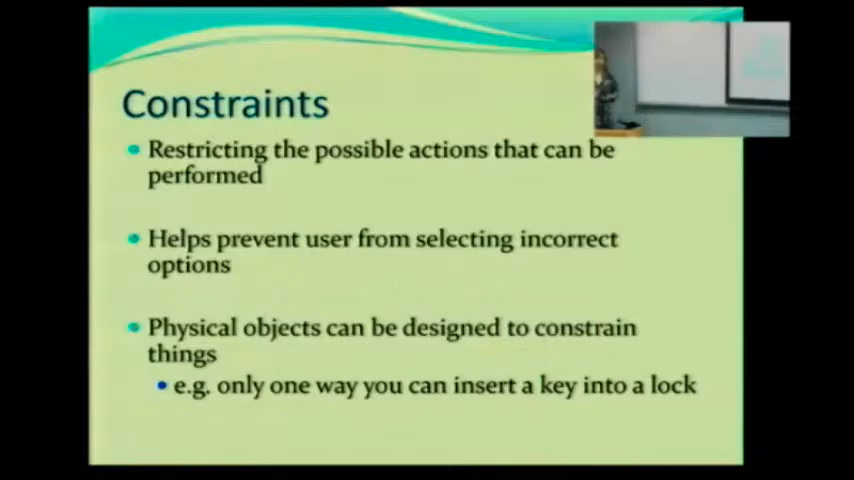 Constraints
Restricting the possible actions that can be
performed
Helps prevent user from selecting incorrect
options
Physical objects can be designed to constrain
things
e.g. only one way you can insert a key into a lock